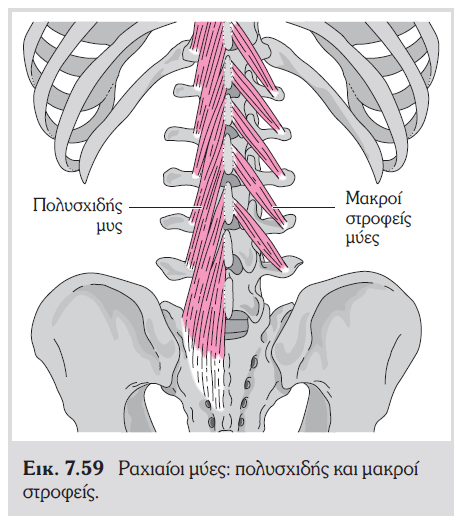 Πολυσχιδής
μυς
Μακροί
στροφείς
μύες
Εικ. 7.59 Ραχιαίοι μύες: πολυσχιδής και μακροί
στροφείς.